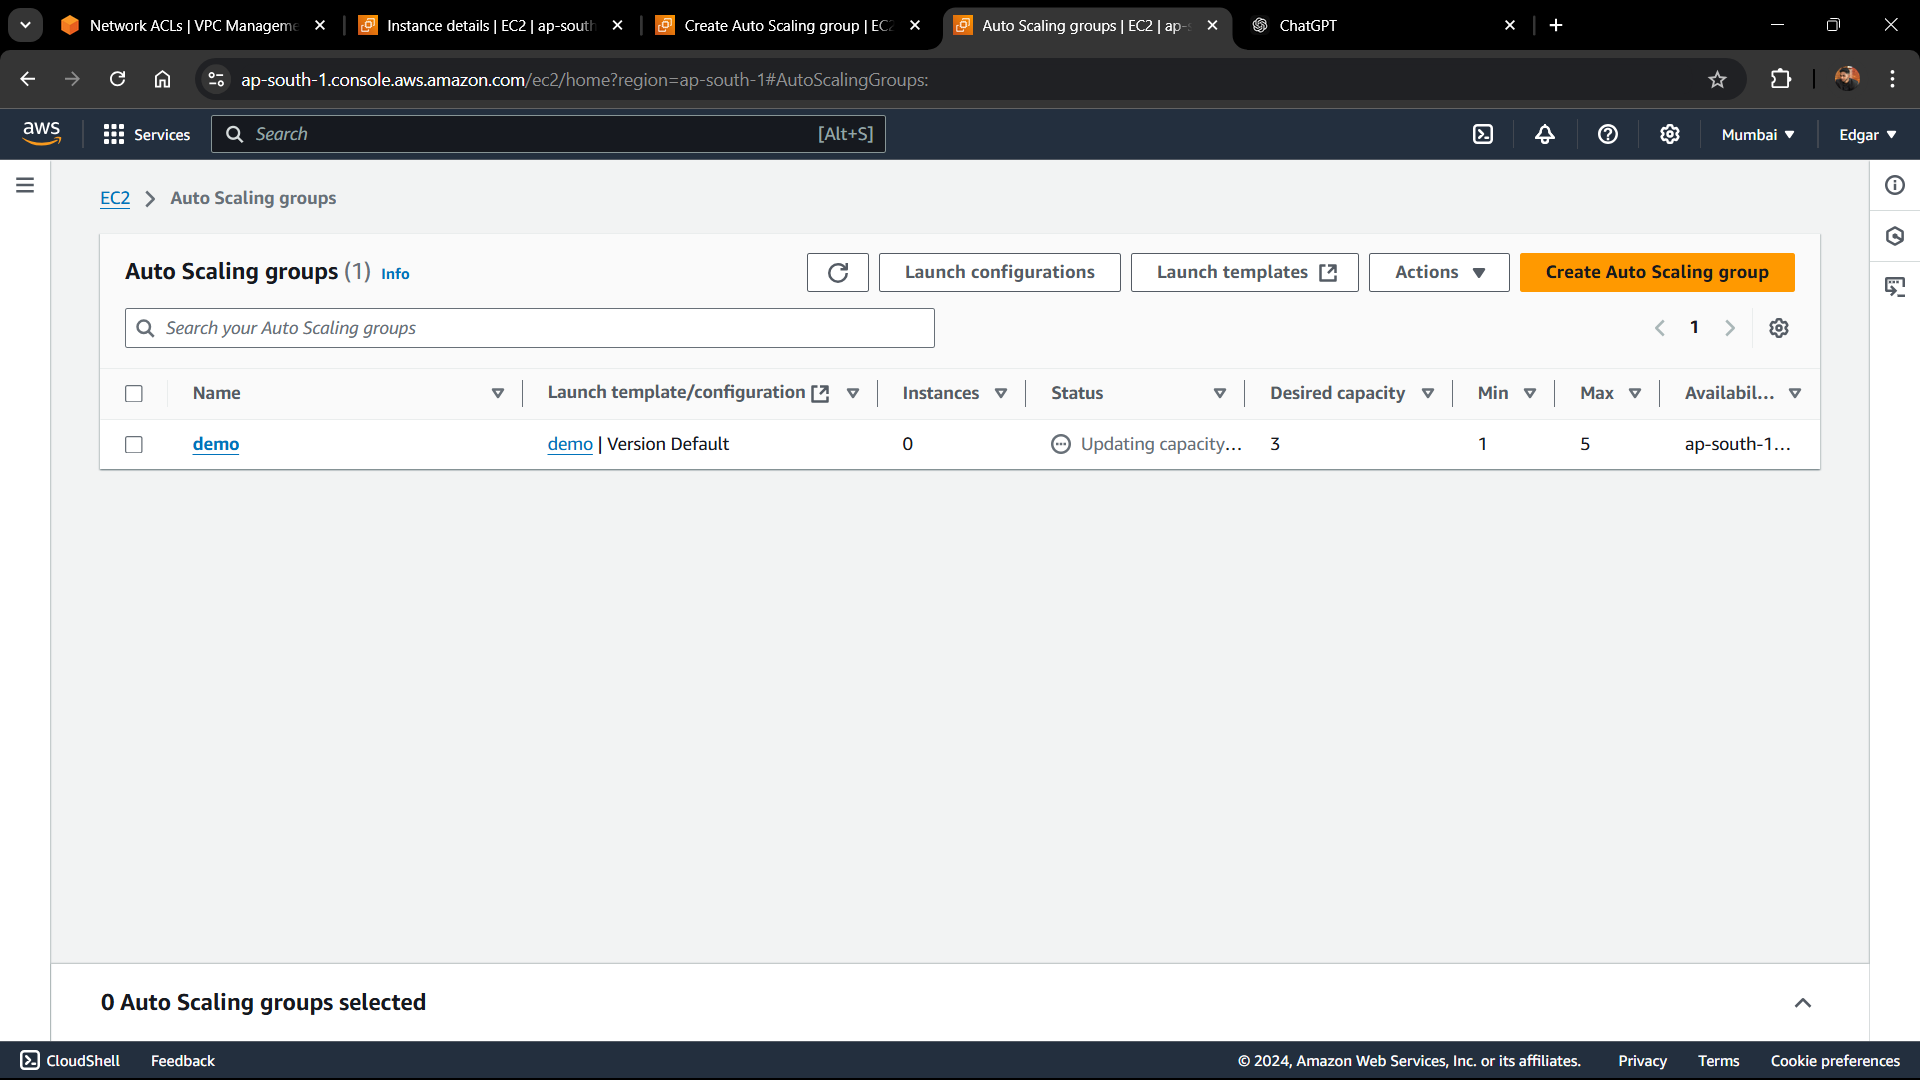 Network ACLs | VPC Manageme
Instance details | EC2 | ap-south
Create Auto Scaling group | EC2
Auto Scaling groups | EC2 | ap-s
ChatGPT
ap-south-1.console.aws.amazon.com/ec2/home?region=ap-south-1#AutoScalingGroups:
aws
Services
Search
[Alt+S]
Mumbai
Edgar
EC2
Auto Scaling groups
Auto Scaling groups (1) Info
Launch configurations
Launch templates
Actions
Create Auto Scaling group
Search your Auto Scaling groups
1
Name
Launch template/configuration
Instances
Status
Desired capacity
Min
Max
Availabil...
demo
demo | Version Default
0
Updating capacity...
3
1
5
ap-south-1...
0 Auto Scaling groups selected
CloudShell
Feedback
© 2024, Amazon Web Services, Inc. or its affiliates.
Privacy
Terms
Cookie preferences